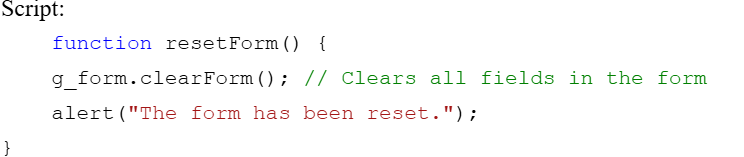 Script:
function resetForm() {
g_form.clearForm(); // Clears all fields in the form
alert("The form has been reset.");
}